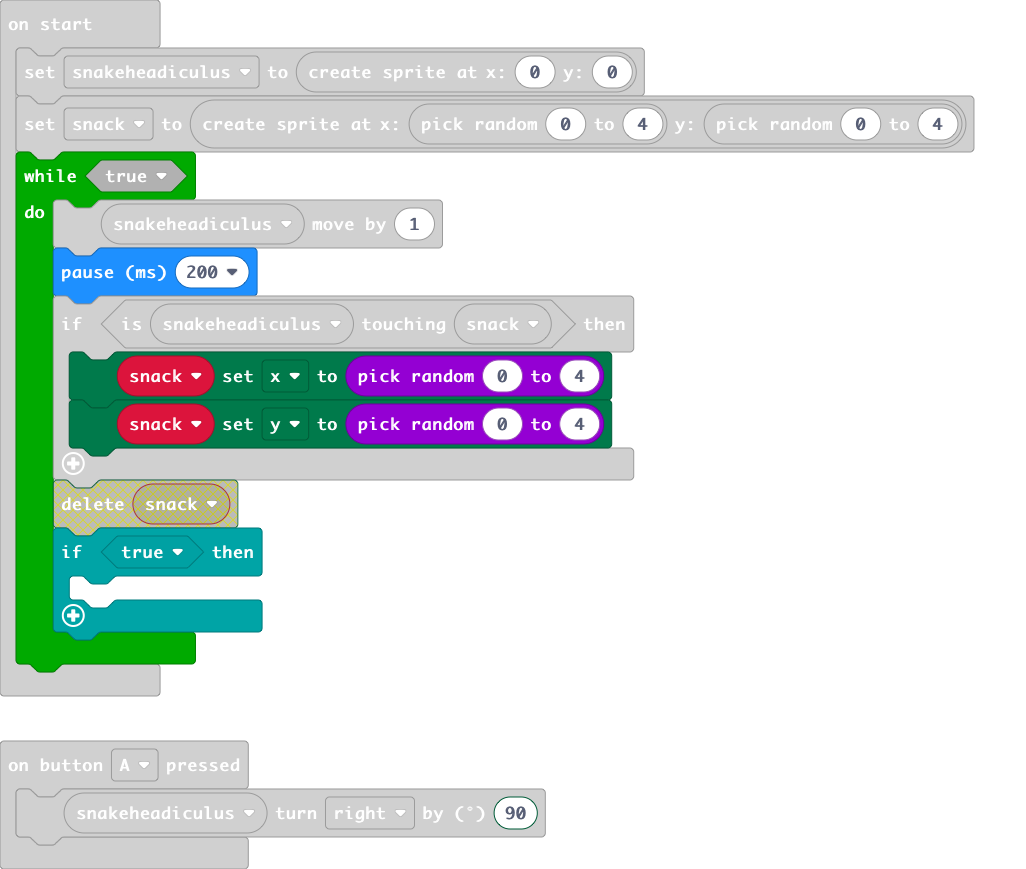 on start
set snakeheadiculus to create sprite at x: 0 y: 0
set snack to create sprite at x: pick random 0 to 4 y: pick random 0 to 4
while true
do
snakeheadiculus move by 1
pause (ms) 200
if is snakeheadiculus touching snack then
snack set x to pick random 0 to 4
snack set y to pick random 0 to 4
delete snack
if true then
on button A pressed
snakeheadiculus turn right by (°) 90